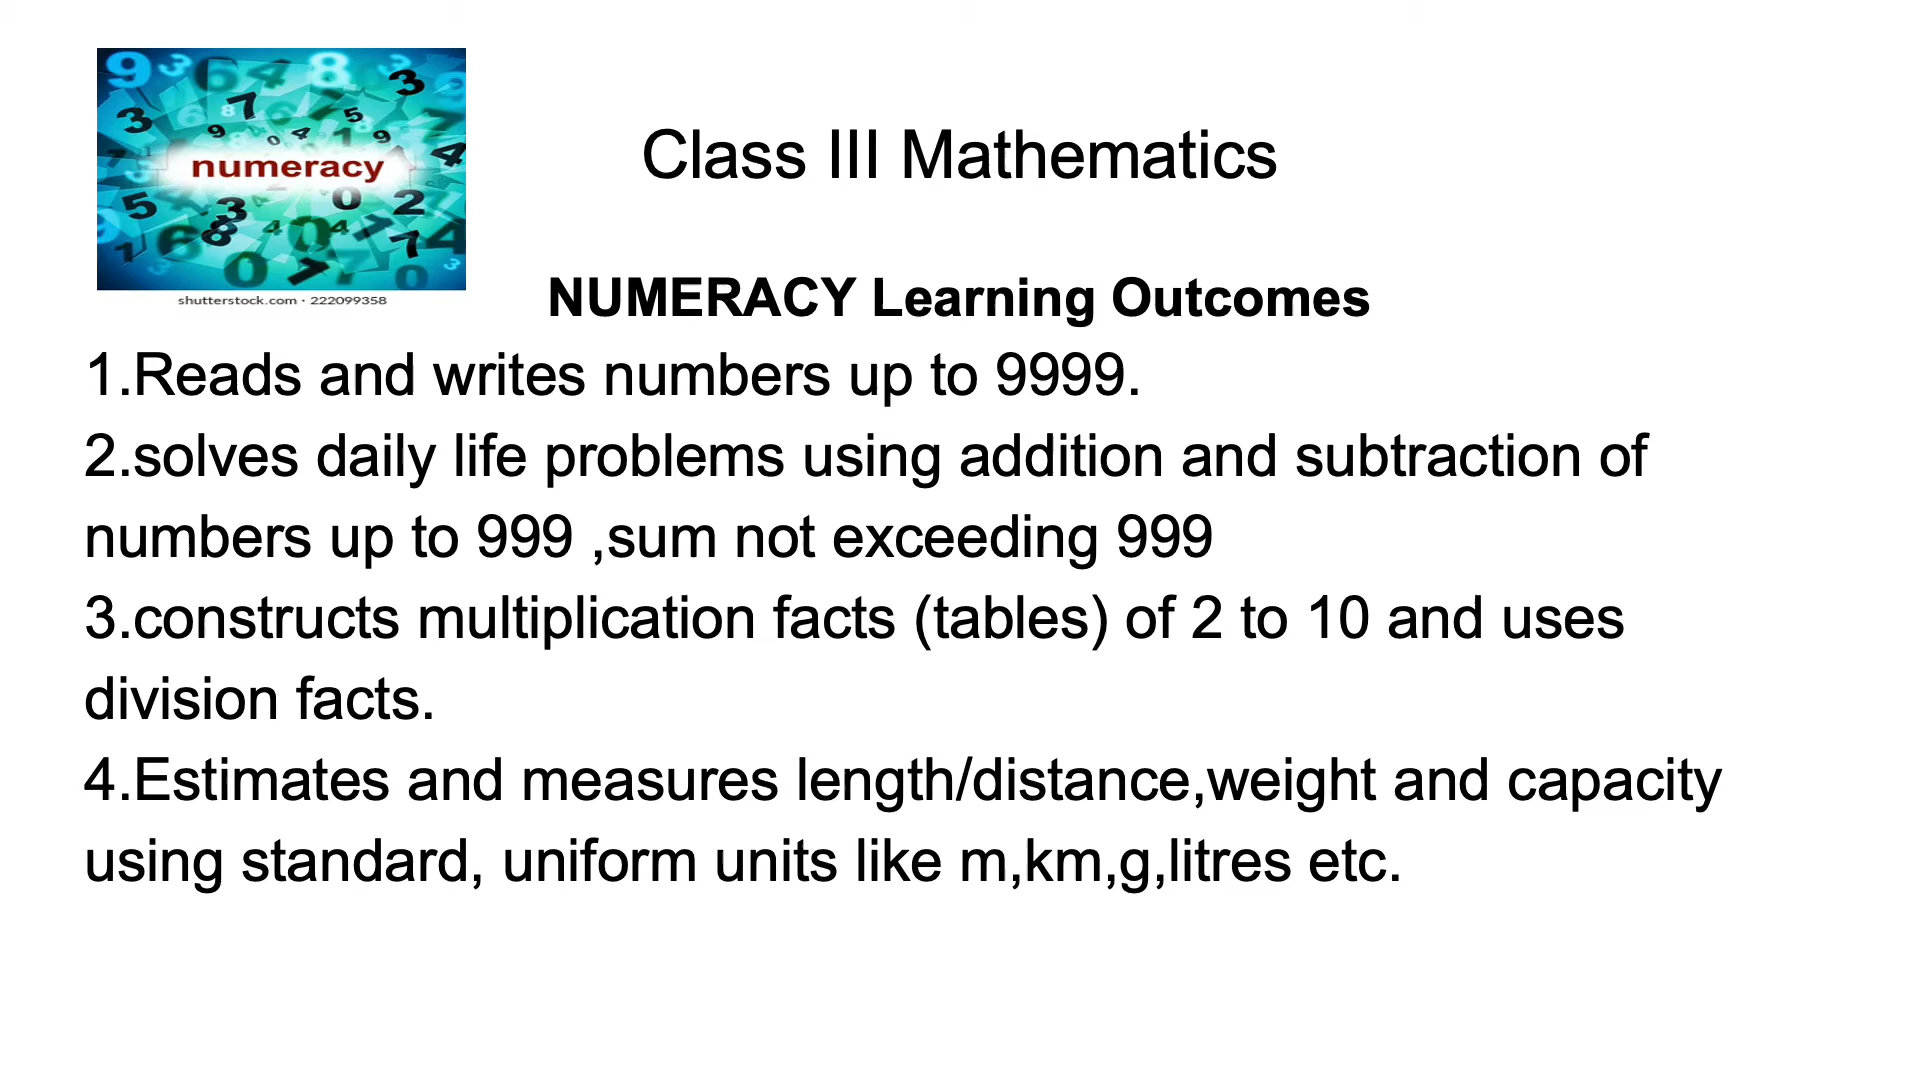 numeracy
shutterstock.com · 222099358
Class III Mathematics
NUMERACY Learning Outcomes
1.Reads and writes numbers up to 9999.
2.solves daily life problems using addition and subtraction of
numbers up to 999 ,sum not exceeding 999
3.constructs multiplication facts (tables) of 2 to 10 and uses
division facts.
4.Estimates and measures length/distance,weight and capacity
using standard, uniform units like m,km,g,litres etc.